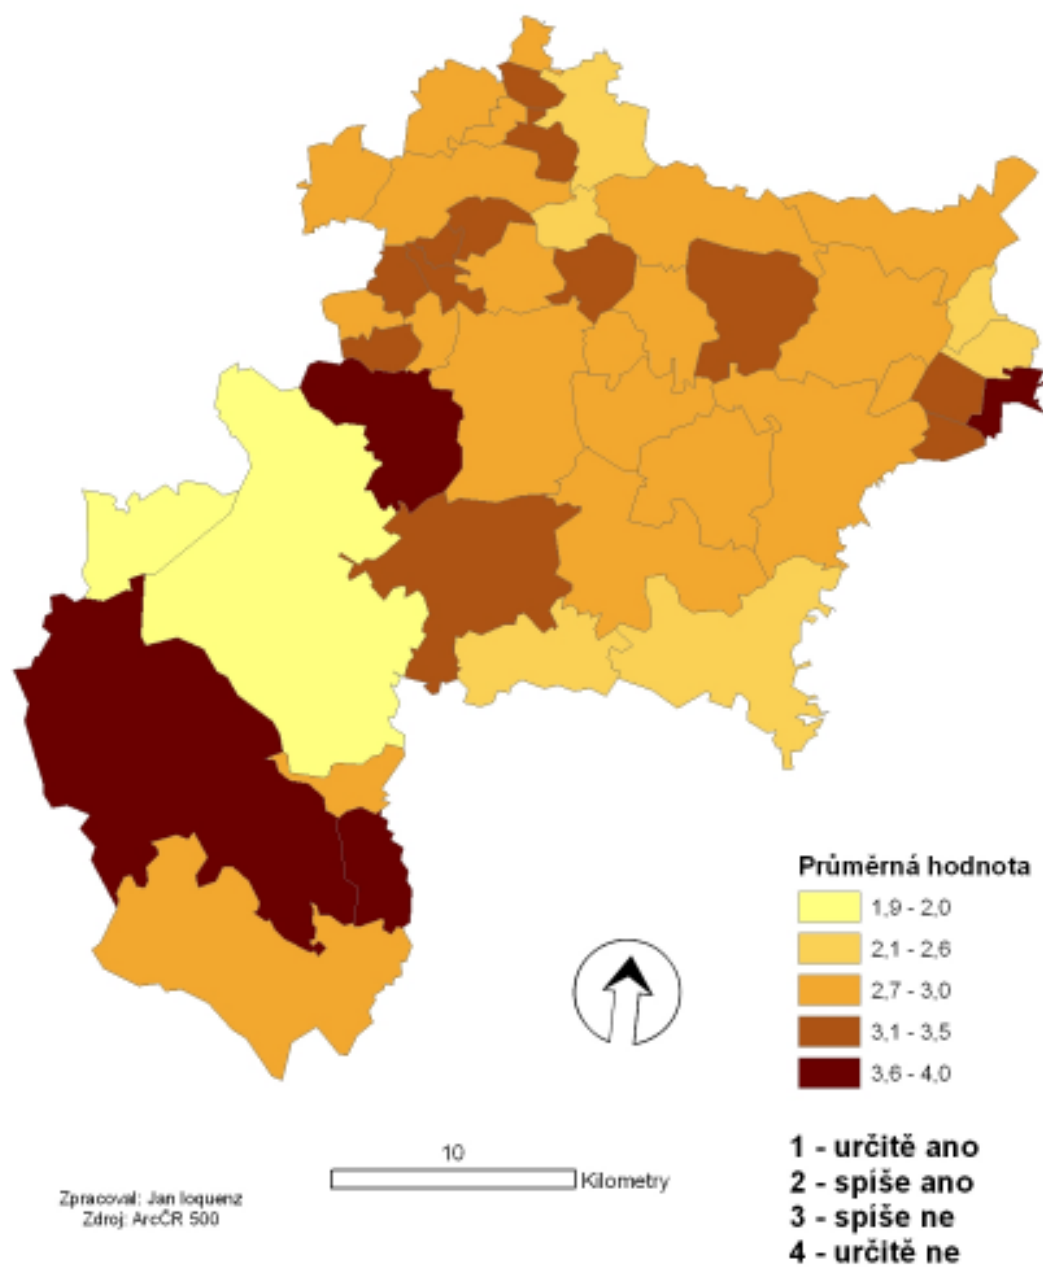 Průměrná hodnota
1,9 - 2,0
2,1 - 2,6
2,7 - 3,0
3,1 - 3,5
3,6 - 4,0
1 - určitě ano
2 - spíše ano
3 - spíše ne
4 - určitě ne
10
Kilometry
Zpracoval: Jan Ioquenz
Zdroj: ArcČR 500